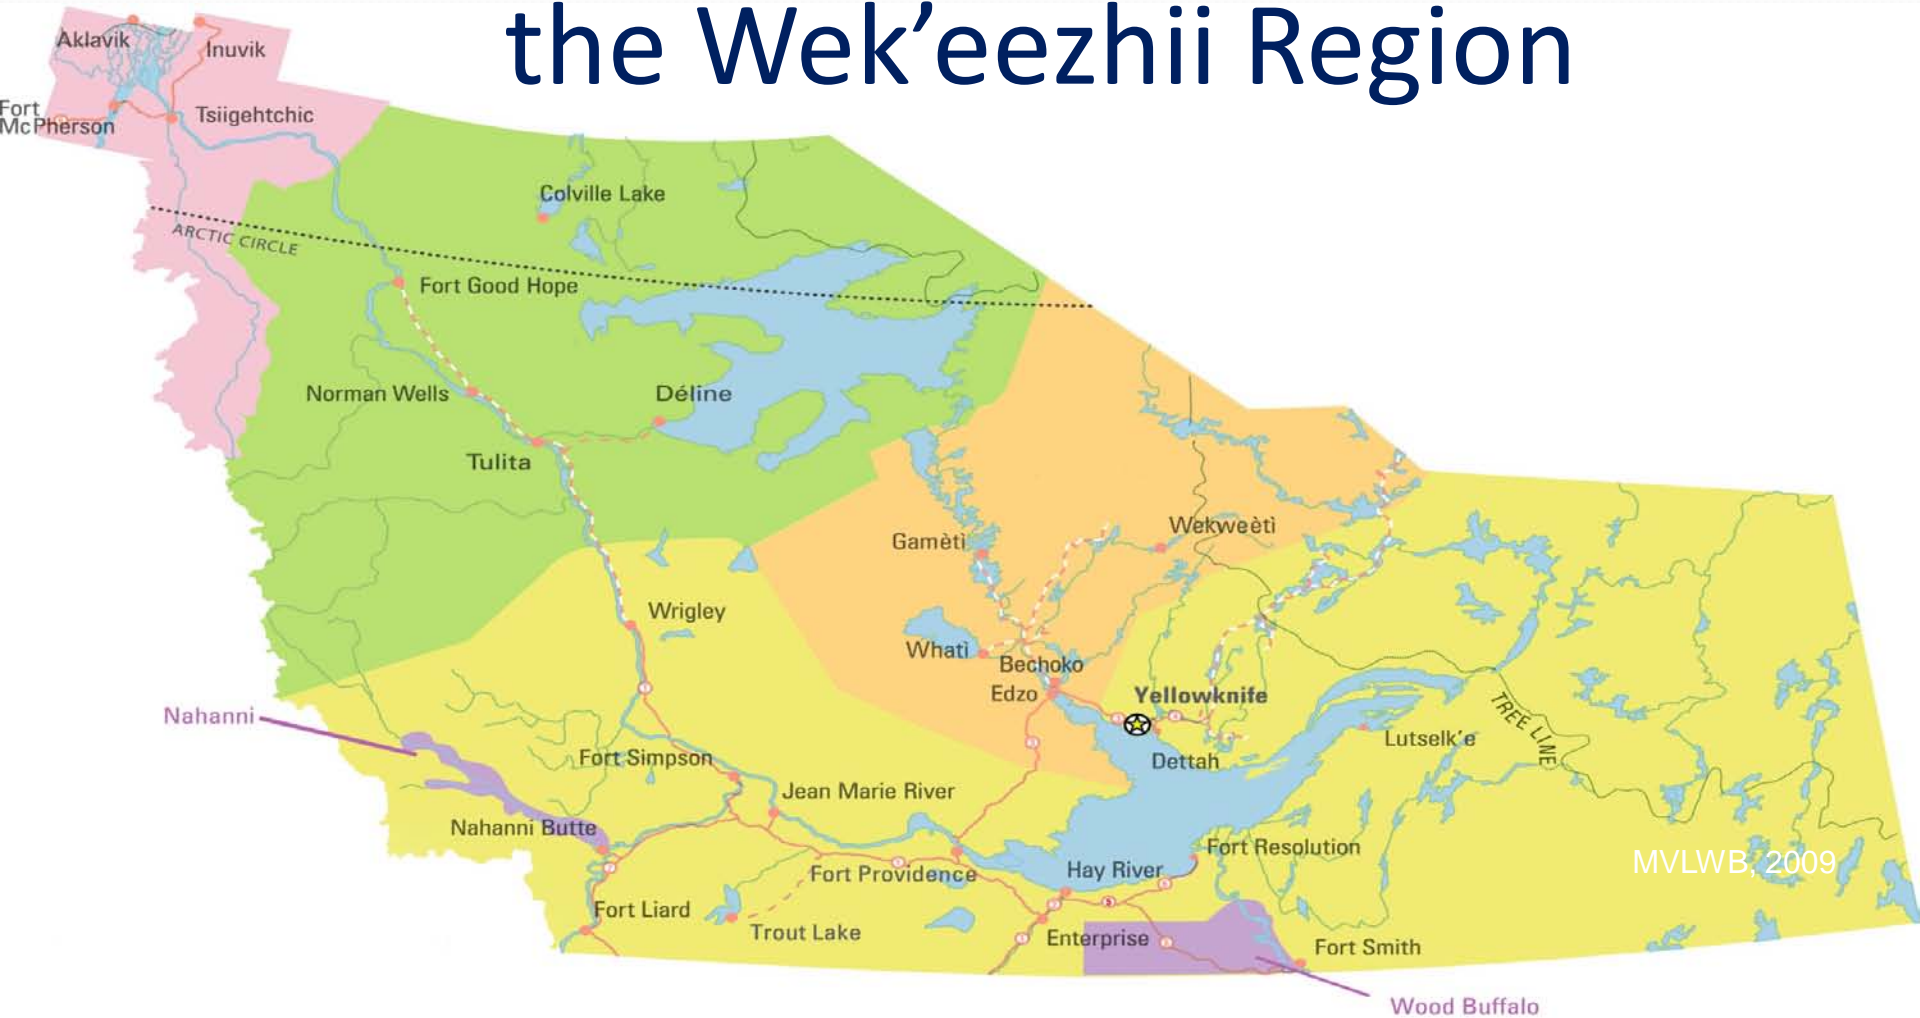 the Wek’eezhii Region
Aklavik
Inuvik
Fort
McPherson
Tsiigehtchic
Colville Lake
ARCTIC CIRCLE
Fort Good Hope
Norman Wells
Déline
Tulita
Wekweètì
Gamètì
Wrigley
Whatì
Bechoko
Edzo
Yellowknife
Nahanni
TREE LINE
Lutselk’e
Fort Simpson
Dettah
Jean Marie River
Nahanni Butte
Fort Resolution
MVLWB, 2009
Hay River
Fort Providence
Fort Liard
Trout Lake
Enterprise
Fort Smith
Wood Buffalo